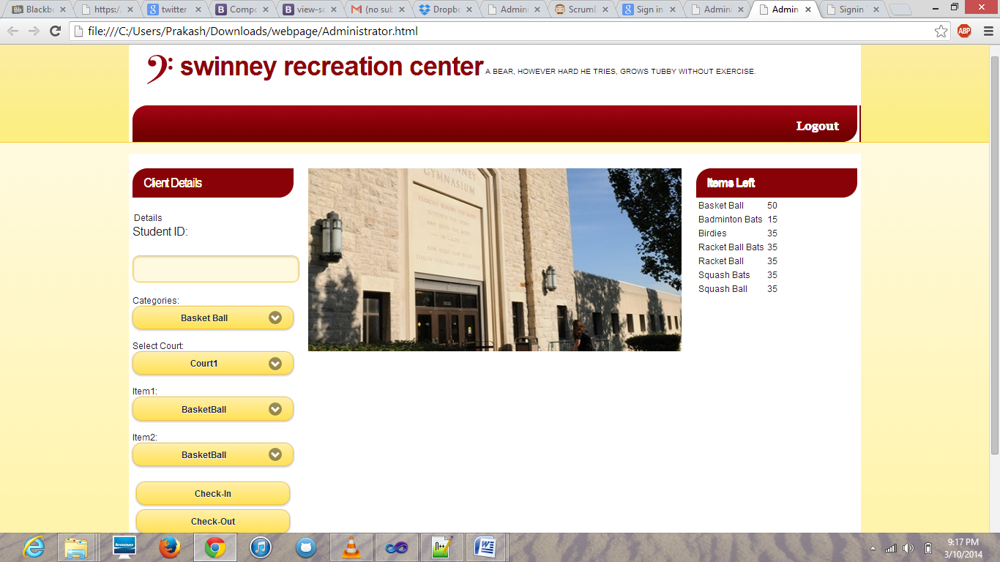 Blackbo
https:/
twitter
Compo
view-so
(no sub
Dropbo
Admini
ScrumD
Sign in
Admini
Admin
Signin
file:///C:/Users/Prakash/Downloads/webpage/Administrator.html
ABP
swinney recreation center A BEAR, HOWEVER HARD HE TRIES, GROWS TUBBY WITHOUT EXERCISE.
Logout
Client Details
Details
Student ID:
Categories:
Basket Ball
Select Court:
Court1
Item1:
BasketBall
Item2:
BasketBall
Check-In
Check-Out
GYMNASIUM
Items Left
Basket Ball 50
Badminton Bats 15
Birdies 35
Racket Ball Bats 35
Racket Ball 35
Squash Bats 35
Squash Ball 35
lenovo
9:17 PM
3/10/2014